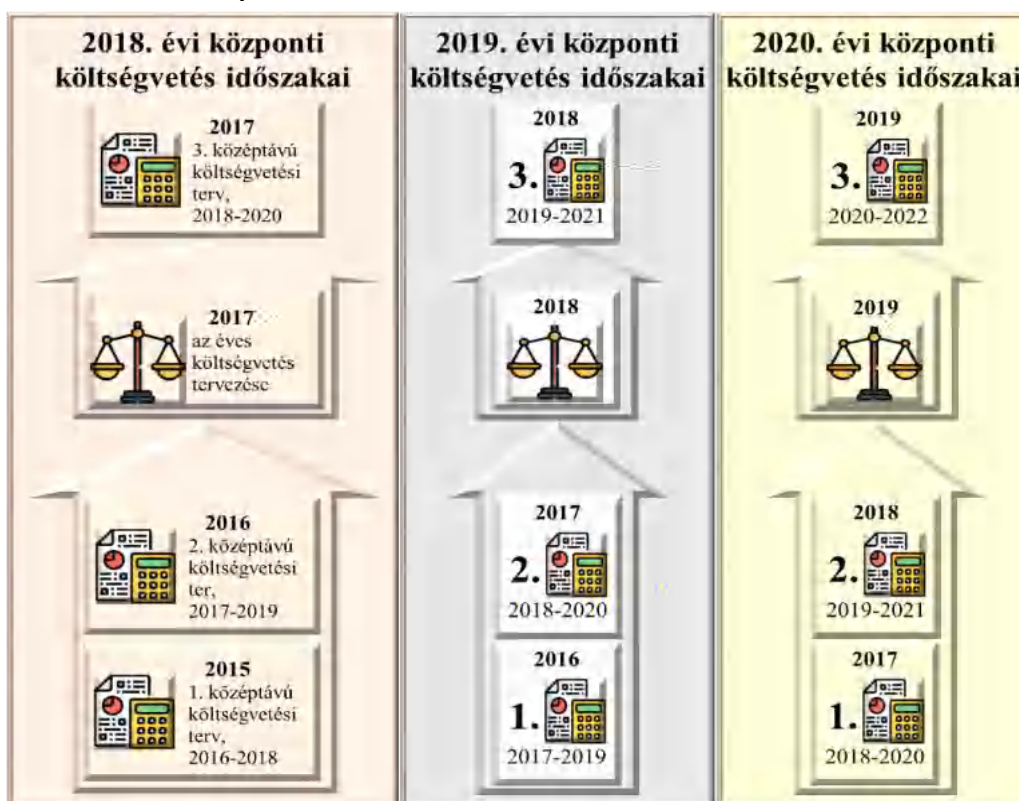 2018. évi központi
költségvetés időszakai
2017
3. középtávú
költségvetési
terv,
2018-2020
2017
az éves
költségvetés
tervezése
2016
2. középtávú
költségvetési
ter,
2017-2019
2015
1. középtávú
költségvetési
terv,
2016-2018
2019. évi központi
költségvetés időszakai
2018
3.
2019-2021
2018
2017
2.
2018-2020
2016
1.
2017-2019
2020. évi központi
költségvetés időszakai
2019
3.
2020-2022
2019
2018
2.
2019-2021
2017
1.
2018-2020